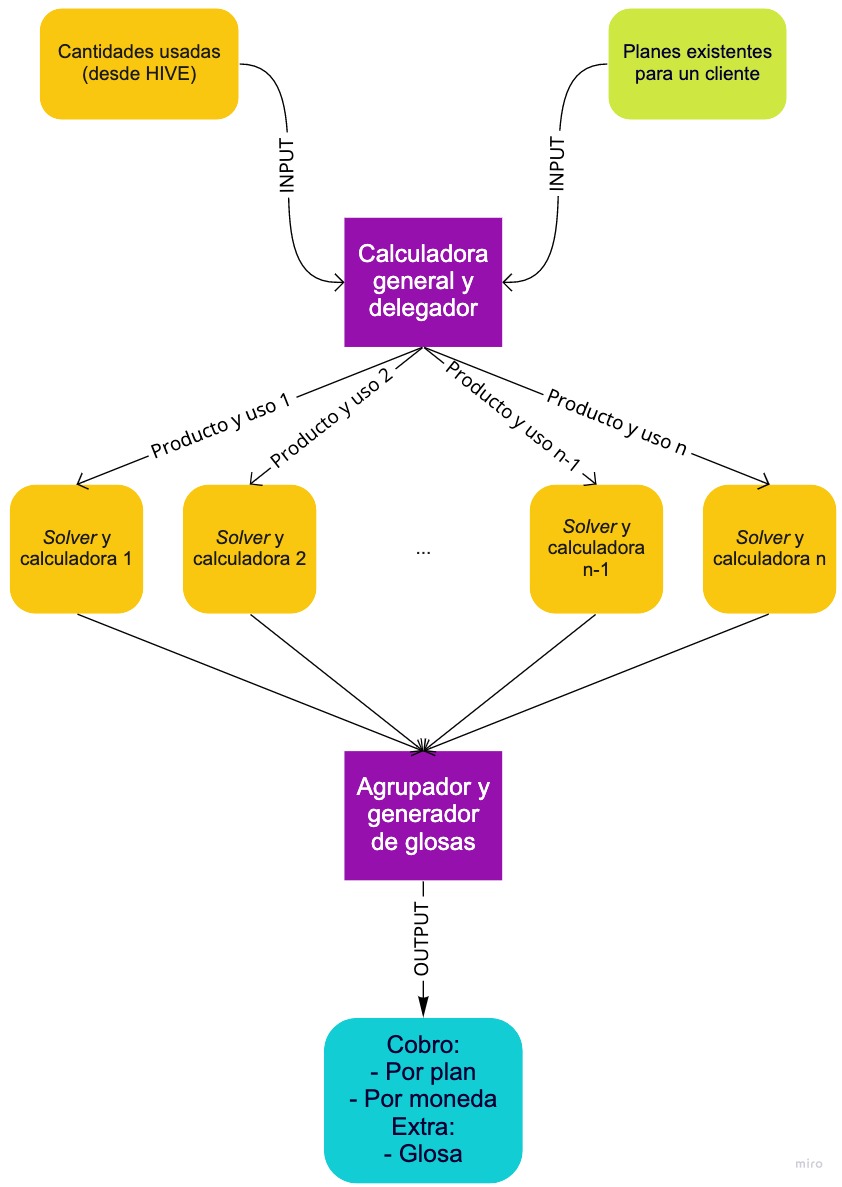 Cantidades usadas
(desde HIVE)
Planes existentes
para un cliente
INPUT
INPUT
Calculadora
general y
delegador
Producto y uso 1
Producto y uso 2
Producto y uso n-1
Producto y uso n
Solver y
calculadora 1
Solver y
calculadora 2
...
Solver y
calculadora
n-1
Solver y
calculadora n
Agrupador y
generador
de glosas
OUTPUT
Cobro:
- Por plan
- Por moneda
Extra:
- Glosa
miro